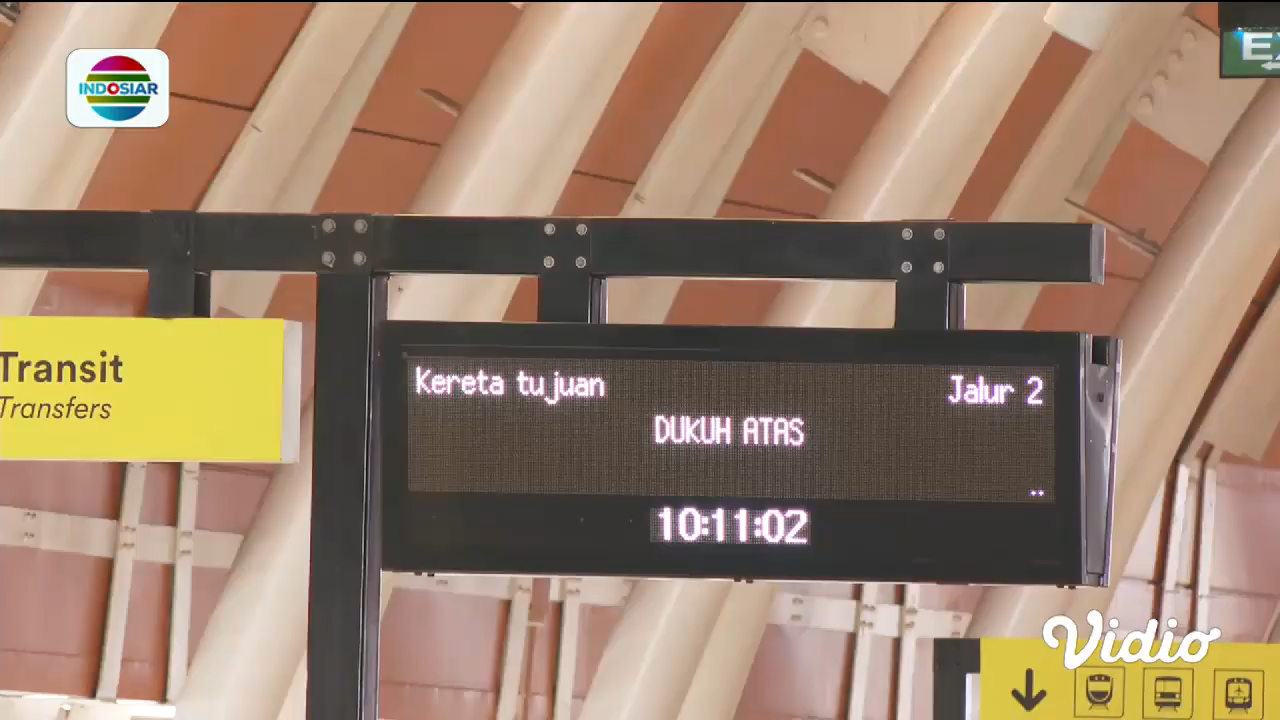 INDOSIAR
Transit
Transfers
Kereta tujuan
Jalur 2
DUKUH ATAS
10:11:02
Vidio